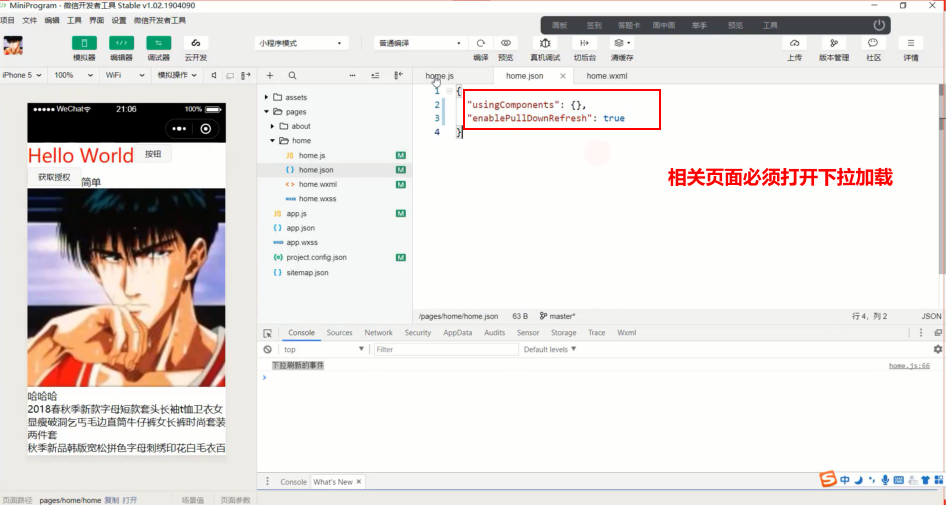 MiniProgram - 微信开发者工具 Stable v1.02.1904090
项目 文件 编辑 工具 界面 设置 微信开发者工具
画板 签到 答题卡 画中画 举手 预览 工具
小程序模式 普通编译
模拟器 编辑器 调试器 云开发 编译 预览 真机调试 切后台 清缓存 上传 版本管理 社区 详情
iPhone 5 100% WiFi 模拟操作
home.js home.json home.wxml
WeChat 21:06 100%
Hello World 按钮
获取授权 简单
哈哈哈
2018春秋季新款字母短款套头长袖t恤卫衣女
显瘦破洞乞丐毛边直筒牛仔裤女长裤时尚套装
两件套
秋季新品韩版宽松拼色字母刺绣印花白毛衣百
assets
pages
about
home
JS home.js M
{ } home.json M
< > home.wxml M
wxss home.wxss
JS app.js M
{ } app.json
wxss app.wxss
{o} project.config.json M
{ } sitemap.json
1 {
2 "usingComponents": {},
3 "enablePullDownRefresh": true
4 }
相关页面必须打开下拉加载
/pages/home/home.json 63 B master* 行 4，列 2 JSON
Console Sources Network Security AppData Audits Sensor Storage Trace Wxml
top Filter Default levels
下拉刷新的事件 home.js:66
Console What's New
中
页面路径 pages/home/home 复制 打开 场景值 页面参数